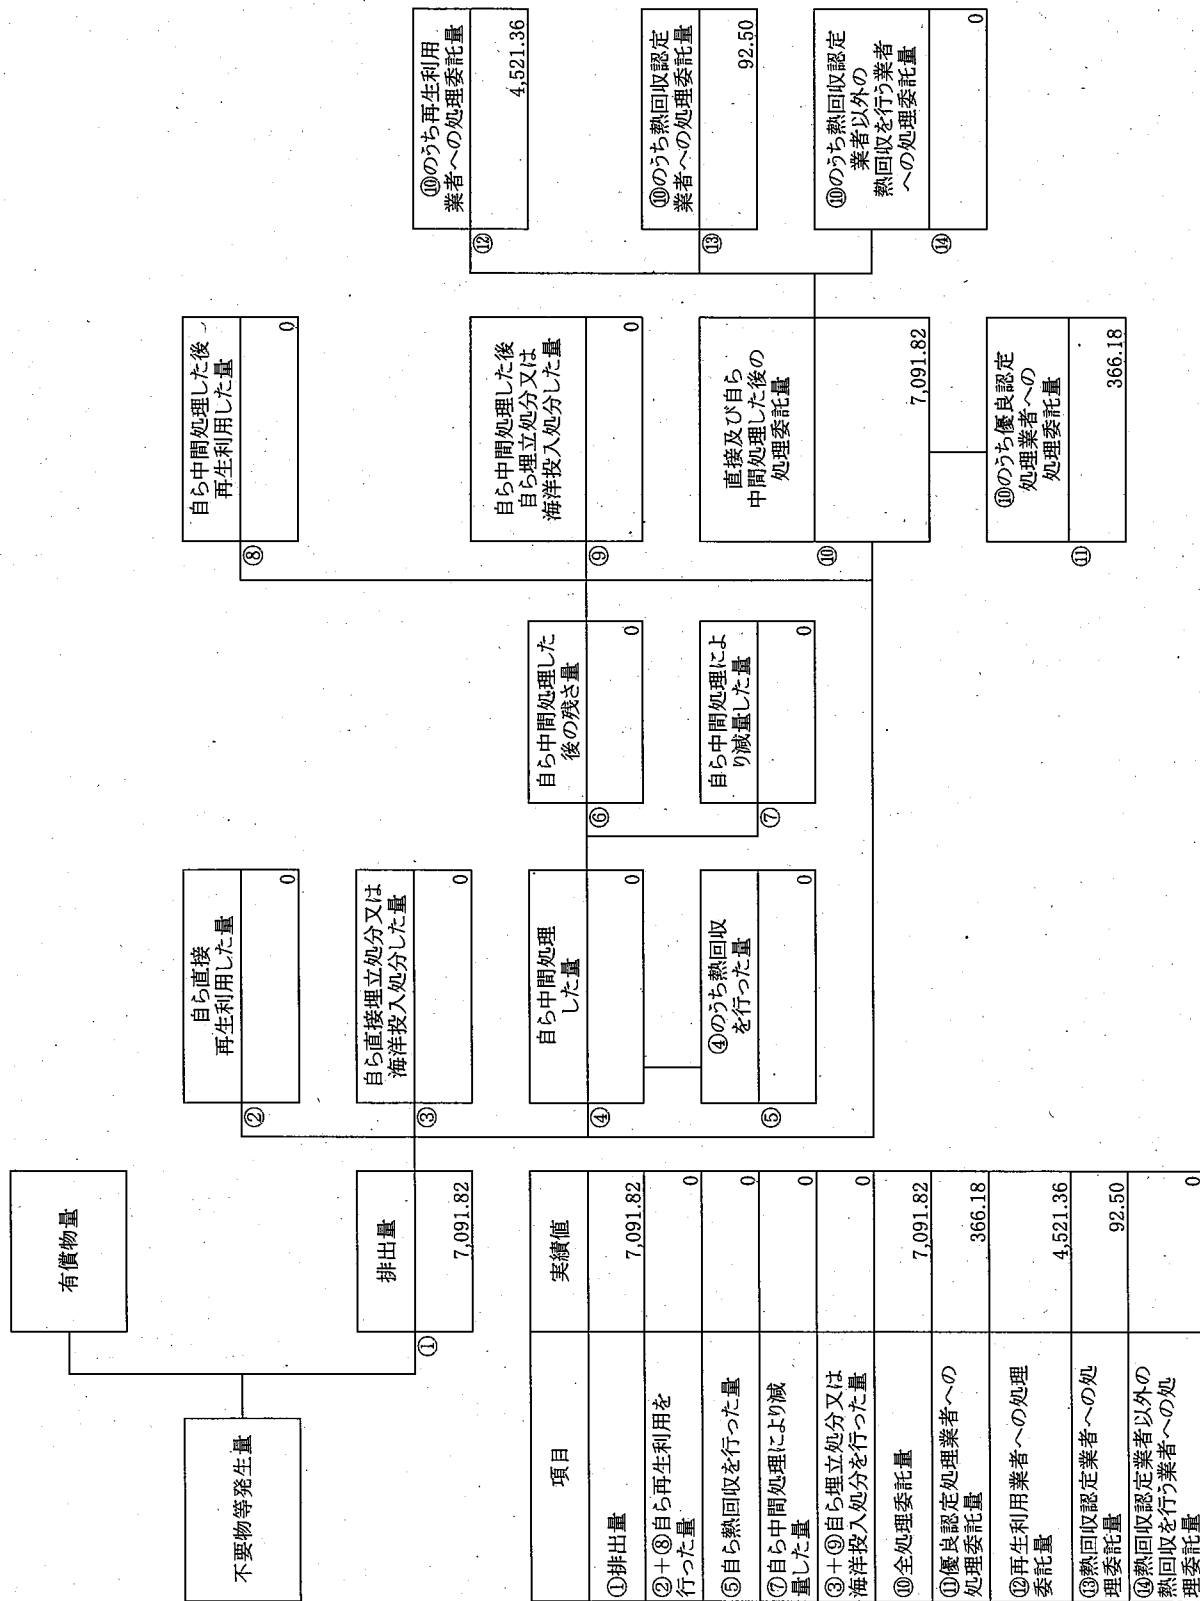 不要物等発生量
有償物量
①
排出量
7,091.82
②
自ら直接
再生利用した量
0
③
自ら直接埋立処分又は
海洋投入処分した量
0
④
自ら中間処理
した量
0
⑤
④のうち熱回収
を行った量
0
⑥
自ら中間処理した
後の残さ量
0
⑦
自ら中間処理によ
り減量した量
0
⑧
自ら中間処理した後
再生利用した量
0
⑨
自ら中間処理した後
自ら埋立処分又は
海洋投入処分した量
0
⑩
直接及び自ら
中間処理した後の
処理委託量
7,091.82
⑪
⑩のうち優良認定
処理業者への
処理委託量
366.18
⑫
⑩のうち再生利用
業者への処理委託量
4,521.36
⑬
⑩のうち熱回収認定
業者への処理委託量
92.50
⑭
⑩のうち熱回収認定
業者以外の
熱回収を行う業者
への処理委託量
0
項目
実績値
①排出量
7,091.82
②+⑧自ら再生利用を
行った量
0
⑤自ら熱回収を行った量
0
⑦自ら中間処理により減
量した量
0
③+⑨自ら埋立処分又は
海洋投入処分を行った量
0
⑩全処理委託量
7,091.82
⑪優良認定処理業者への
処理委託量
366.18
⑫再生利用業者への処理
委託量
4,521.36
⑬熱回収認定業者への処
理委託量
92.50
⑭熱回収認定業者以外の
熱回収を行う業者への処
理委託量
0